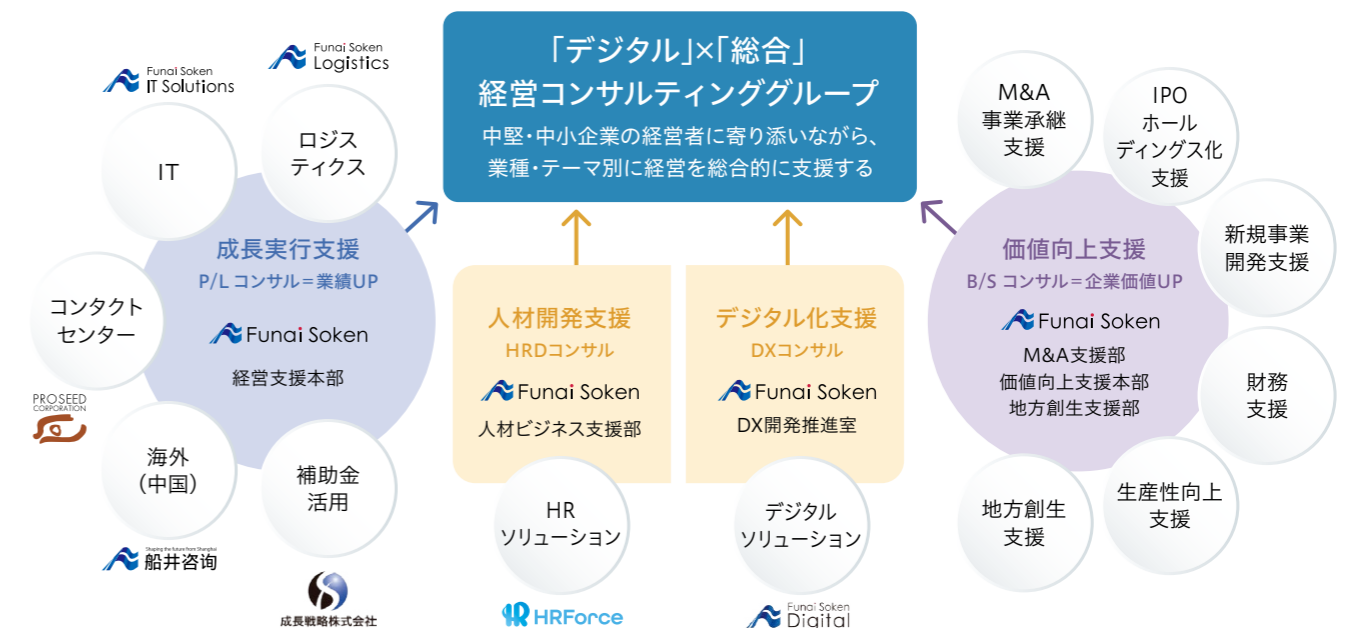 「デジタル」×「総合」
経営コンサルティンググループ
中堅・中小企業の経営者に寄り添いながら、
業種・テーマ別に経営を総合的に支援する
Funai Soken
IT Solutions
IT
Funai Soken
Logistics
ロジス
ティクス
コンタクト
センター
PROSEED
CORPORATION
海外
（中国）
Shaping the future from Shanghai
船井咨询
補助金
活用
成長戦略株式会社
成長実行支援
P/L コンサル＝業績UP
Funai Soken
経営支援本部
人材開発支援
HRDコンサル
Funai Soken
人材ビジネス支援部
HR
ソリューション
HRForce
デジタル化支援
DXコンサル
Funai Soken
DX開発推進室
デジタル
ソリューション
Funai Soken
Digital
価値向上支援
B/S コンサル＝企業価値UP
Funai Soken
M&A支援部
価値向上支援本部
地方創生支援部
M&A
事業承継
支援
IPO
ホール
ディングス化
支援
新規事業
開発支援
財務
支援
生産性向上
支援
地方創生
支援